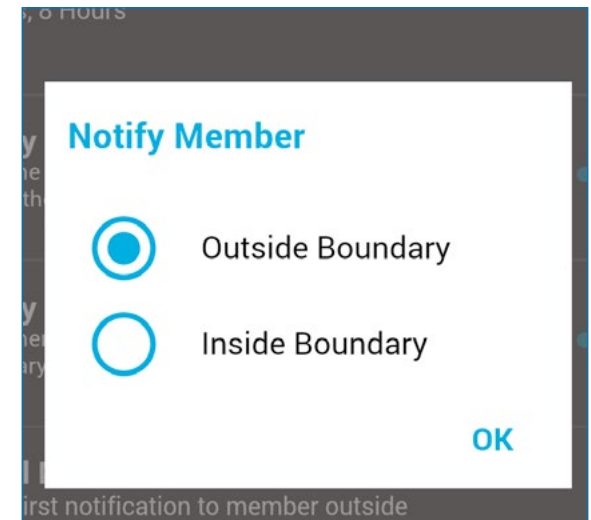 , 8 Hours
Notify Member
Outside Boundary
Inside Boundary
OK
irst notification to member outside